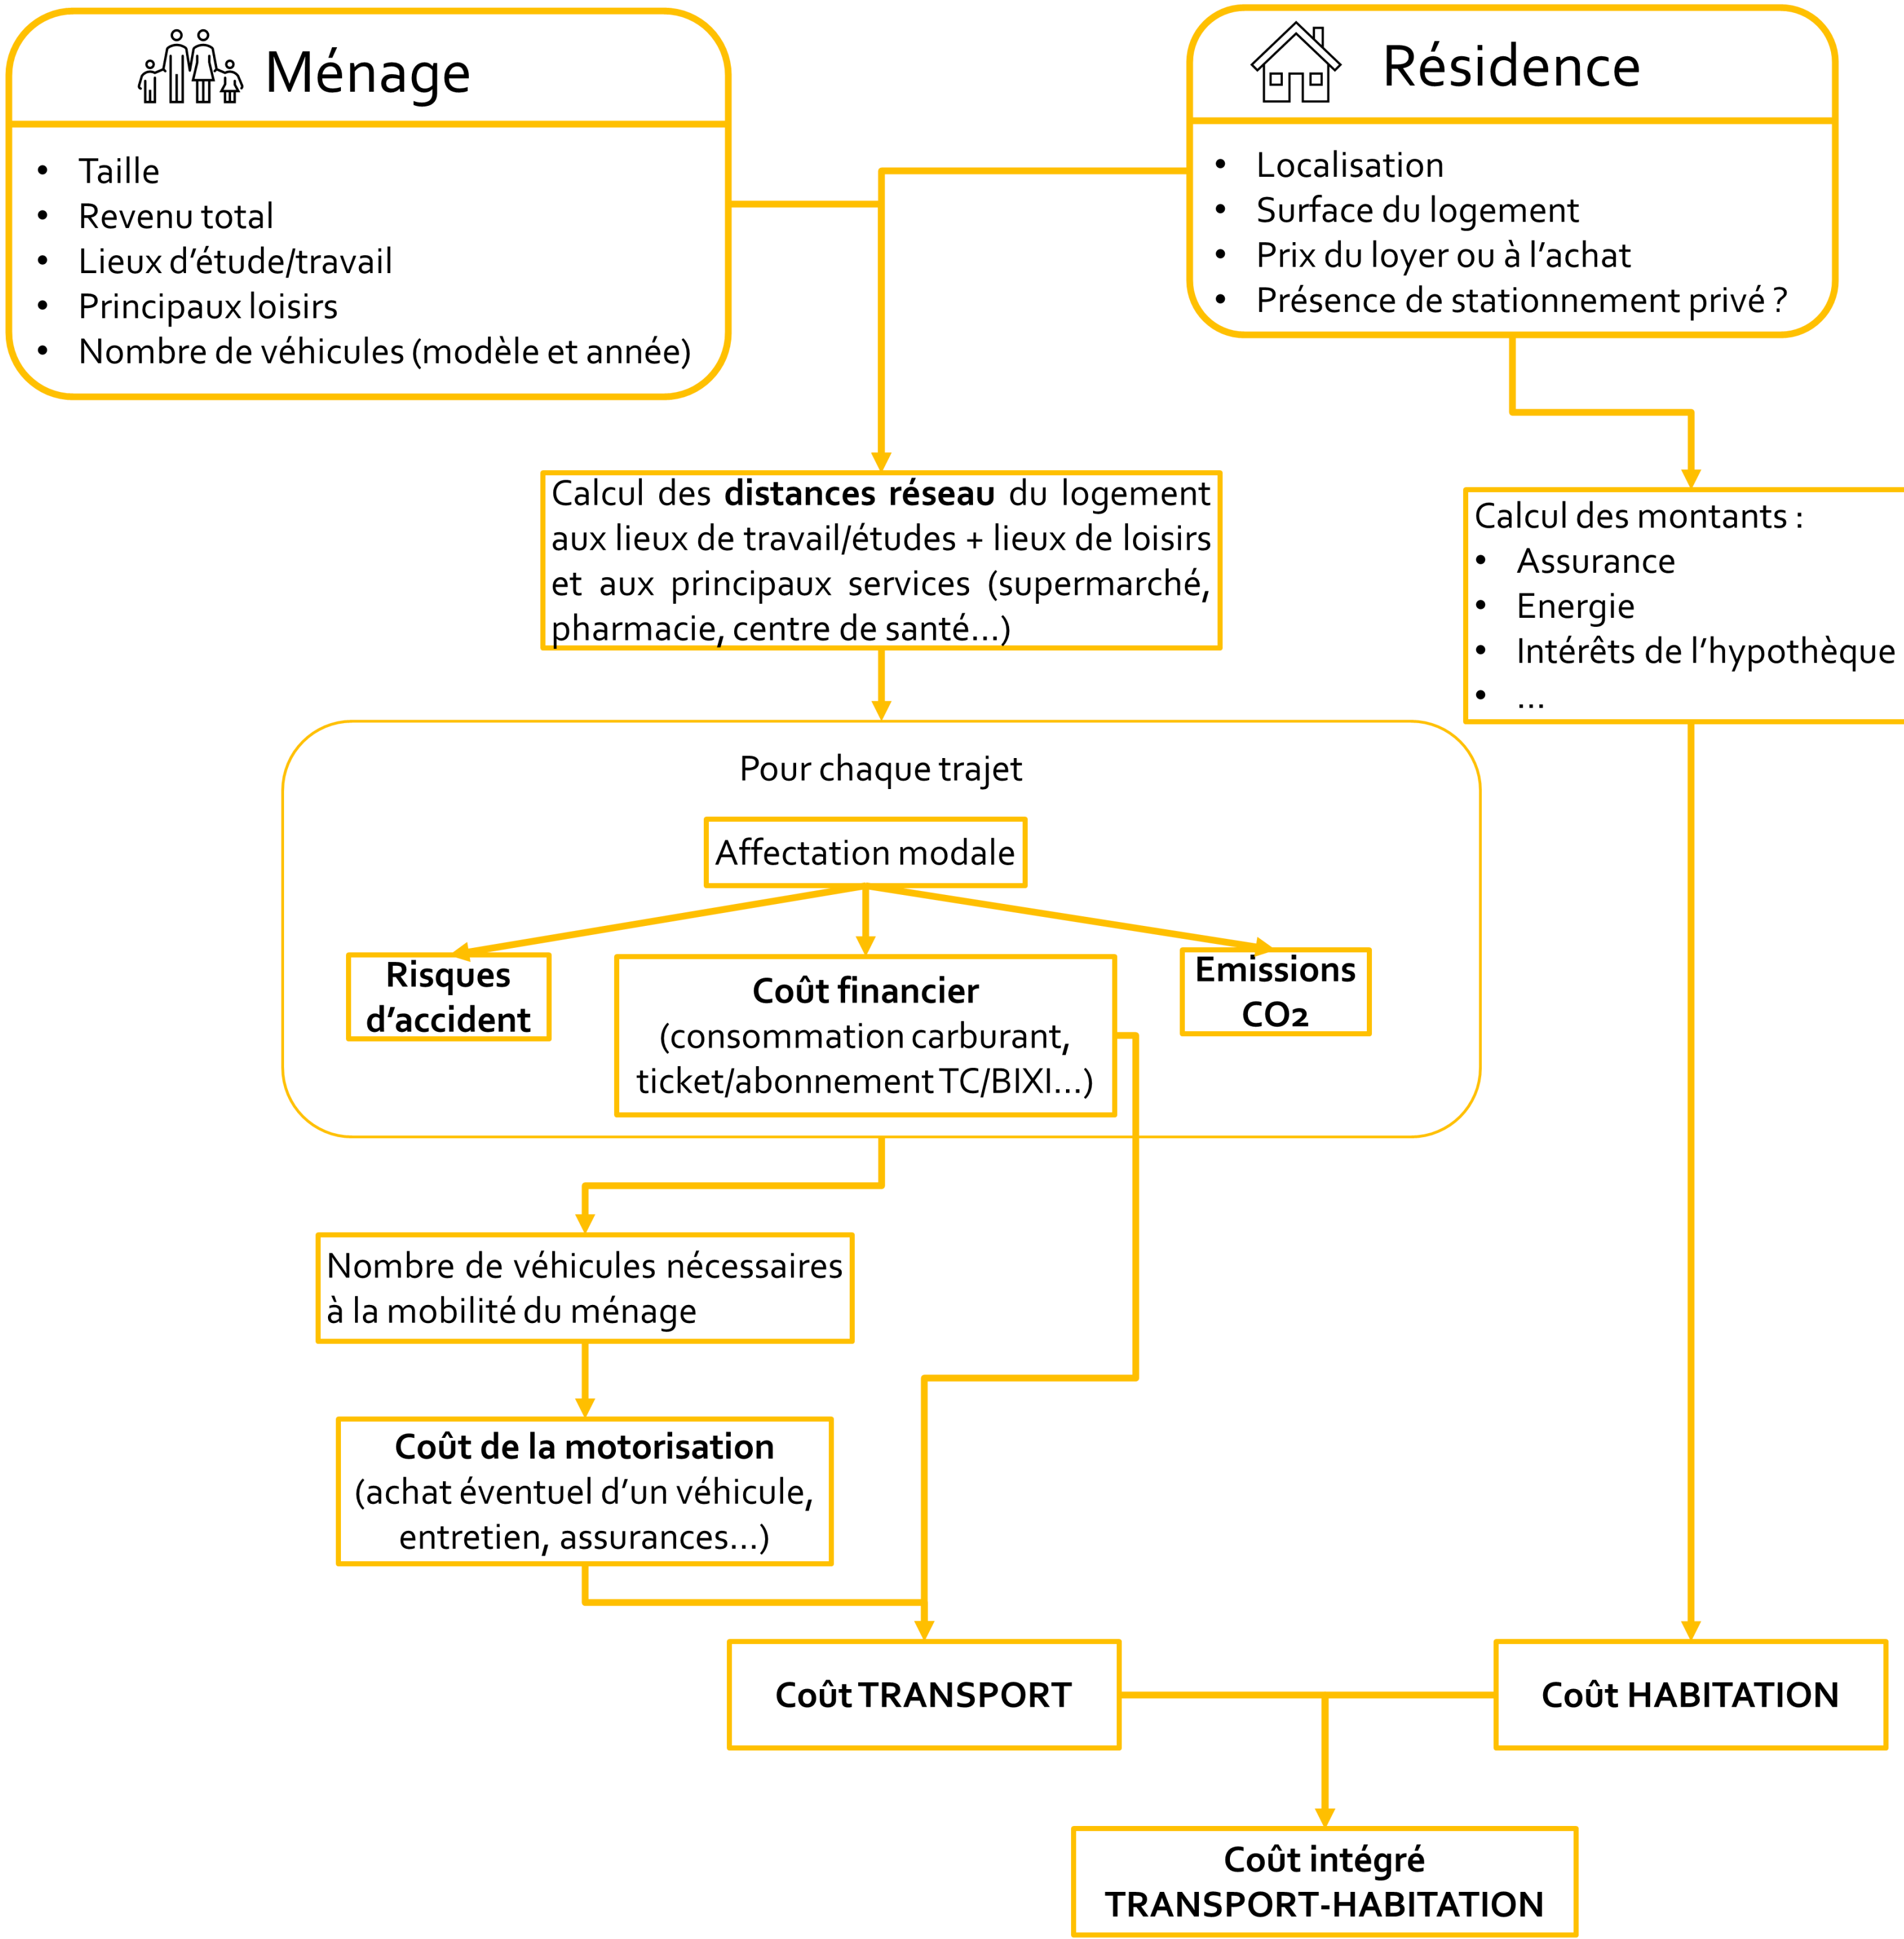 Ménage
• Taille
• Revenu total
• Lieux d’étude/travail
• Principaux loisirs
• Nombre de véhicules (modèle et année)
Résidence
• Localisation
• Surface du logement
• Prix du loyer ou à l’achat
• Présence de stationnement privé ?
Calcul des distances réseau du logement
aux lieux de travail/études + lieux de loisirs
et aux principaux services (supermarché,
pharmacie, centre de santé...)
Calcul des montants :
• Assurance
• Energie
• Intérêts de l’hypothèque
• ...
Pour chaque trajet
Affectation modale
Risques
d’accident
Coût financier
(consommation carburant,
ticket/abonnement TC/BIXI...)
Emissions
CO2
Nombre de véhicules nécessaires
à la mobilité du ménage
Coût de la motorisation
(achat éventuel d’un véhicule,
entretien, assurances...)
Coût TRANSPORT
Coût HABITATION
Coût intégré
TRANSPORT-HABITATION